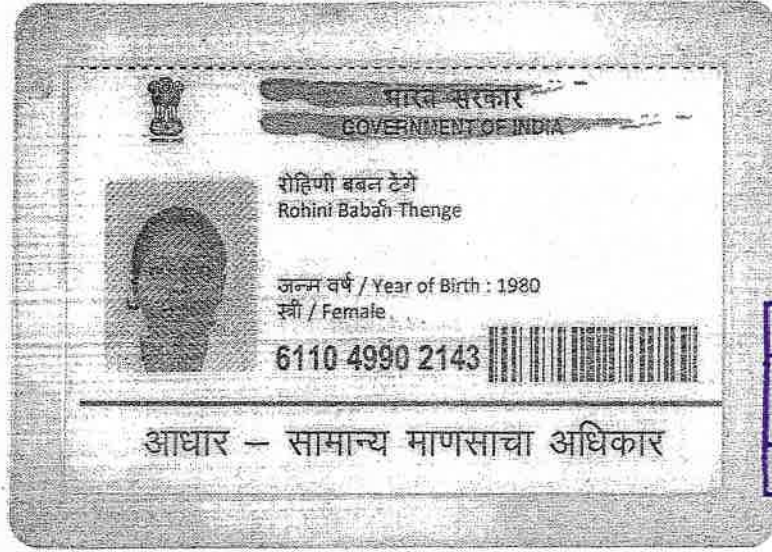 भारत सरकार
GOVERNMENT OF INDIA
रोहिणी बबन टेंगे
Rohini Baban Thenge
जन्म वर्ष / Year of Birth : 1980
स्त्री / Female
6110 4990 2143
आधार – सामान्य माणसाचा अधिकार